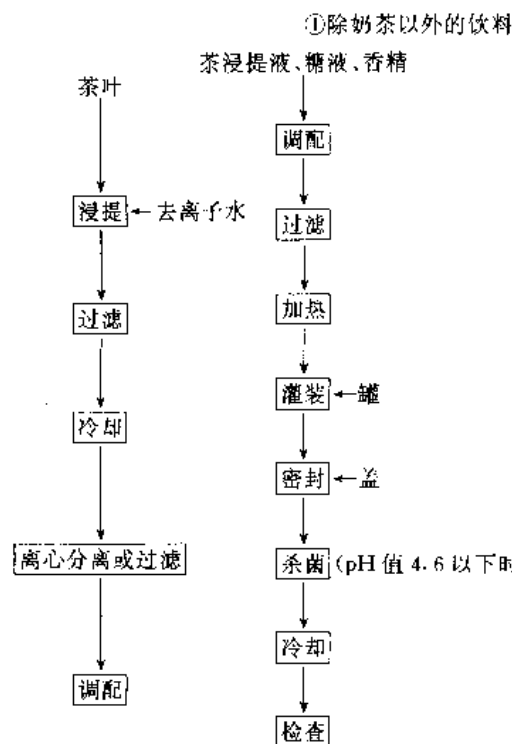 ①除奶茶以外的饮料
茶浸提液、糖液、香精
茶叶
调配
浸提←去离子水
过滤
过滤
加热
灌装←罐
冷却
密封←盖
离心分离或过滤
杀菌(pH值4.6以下时
冷却
调配
检查